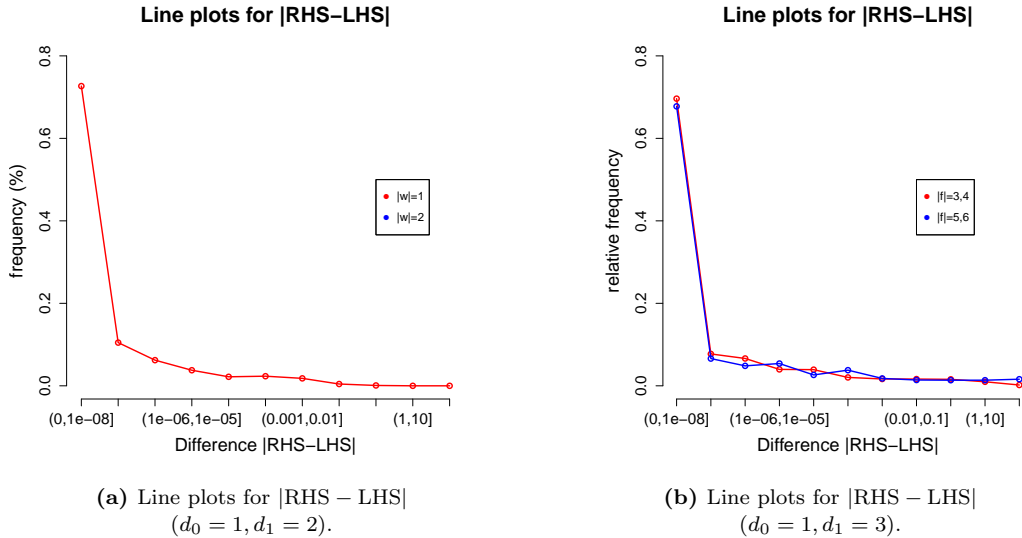 Line plots for |RHS−LHS|
frequency (%)
0.0
0.2
0.4
0.6
0.8
|w|=1
|w|=2
(0,1e−08]
(1e−06,1e−05]
(0.001,0.01]
(1,10]
Difference |RHS−LHS|
(a) Line plots for |RHS − LHS|
(d0 = 1, d1 = 2).
Line plots for |RHS−LHS|
relative frequency
0.0
0.2
0.4
0.6
0.8
|f|=3,4
|f|=5,6
(0,1e−08]
(1e−06,1e−05]
(0.01,0.1]
(1,10]
Difference |RHS−LHS|
(b) Line plots for |RHS − LHS|
(d0 = 1, d1 = 3).